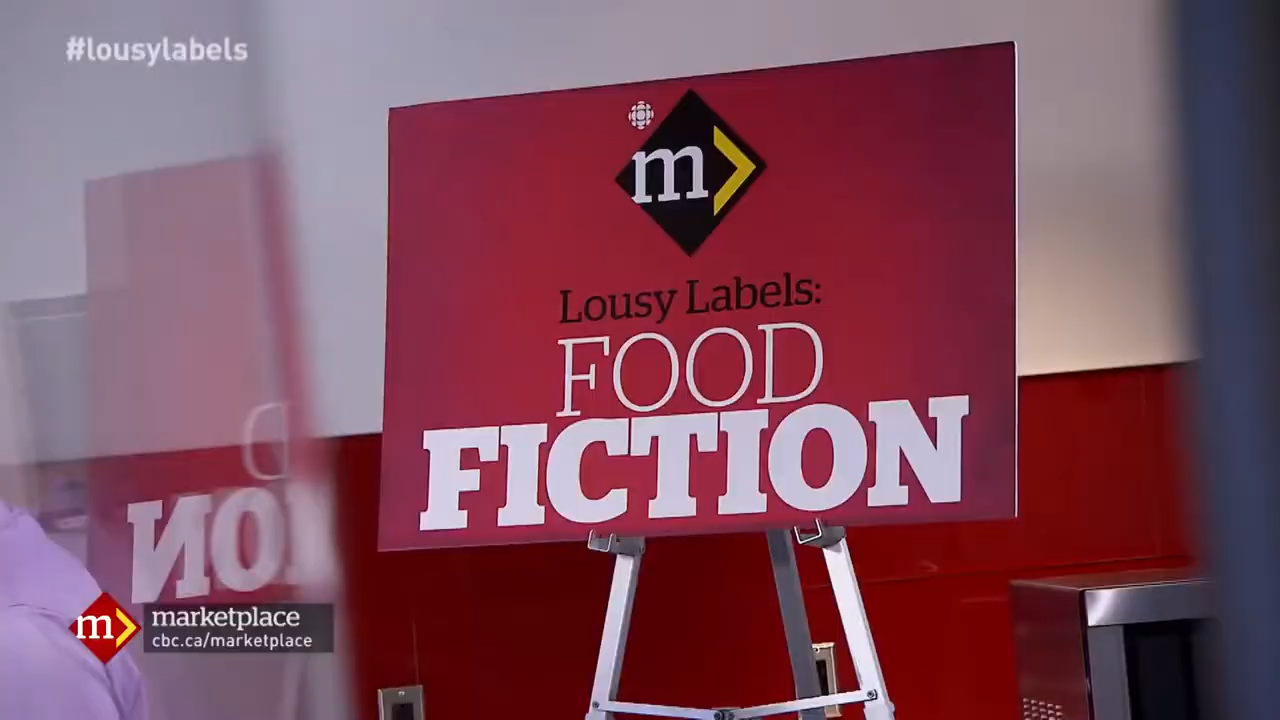 #lousylabels
m
Lousy Labels:
FOOD
FICTION
m
marketplace
cbc.ca/marketplace